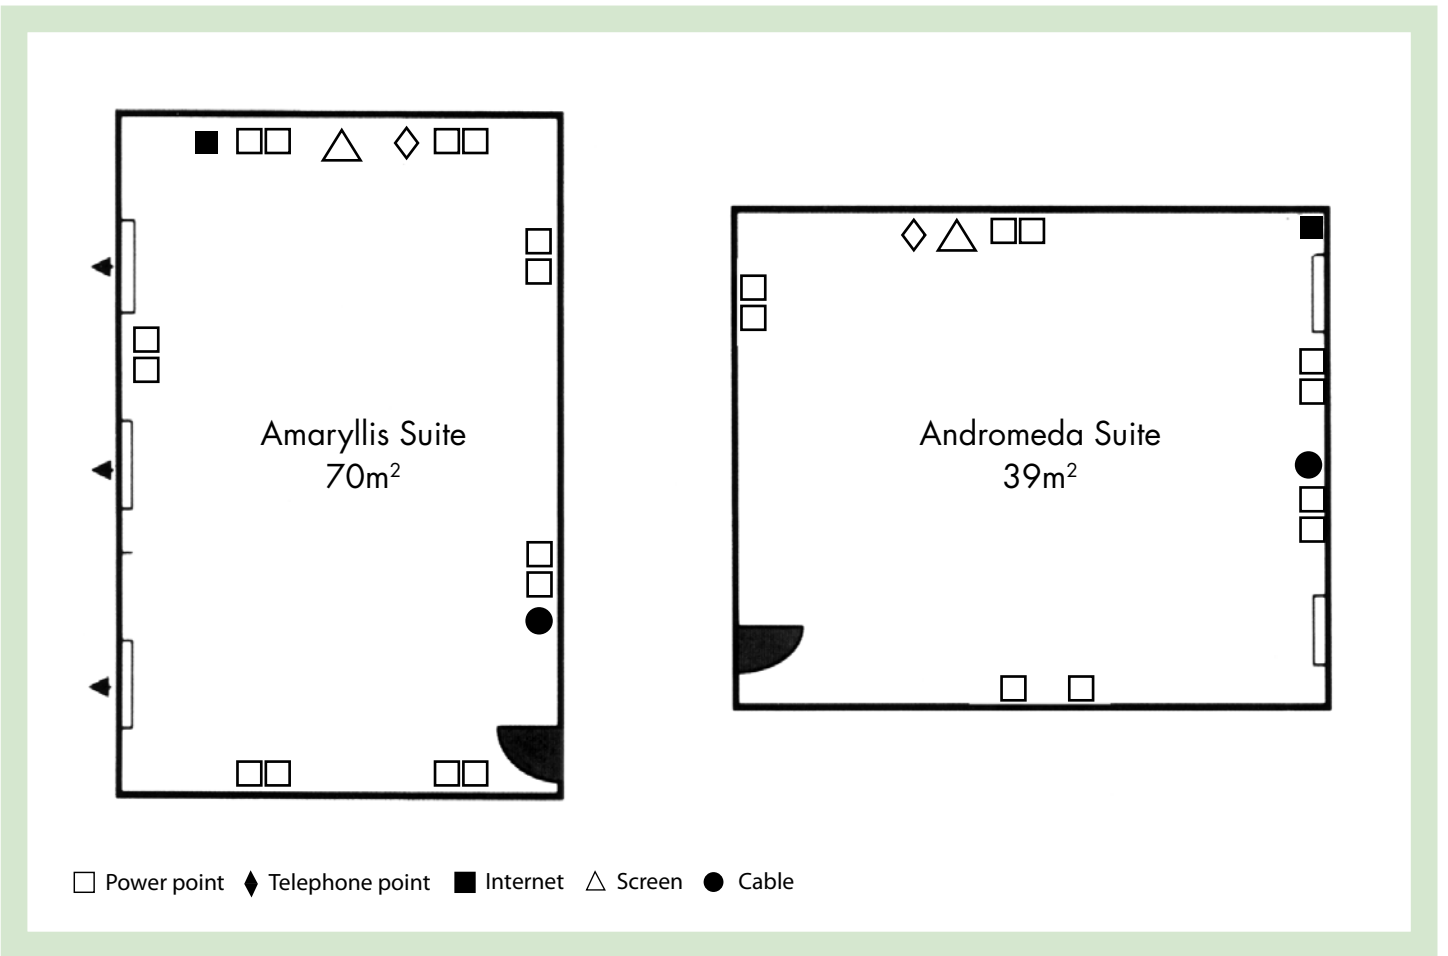 Amaryllis Suite
70m²
Andromeda Suite
39m²
Power point Telephone point Internet Screen Cable